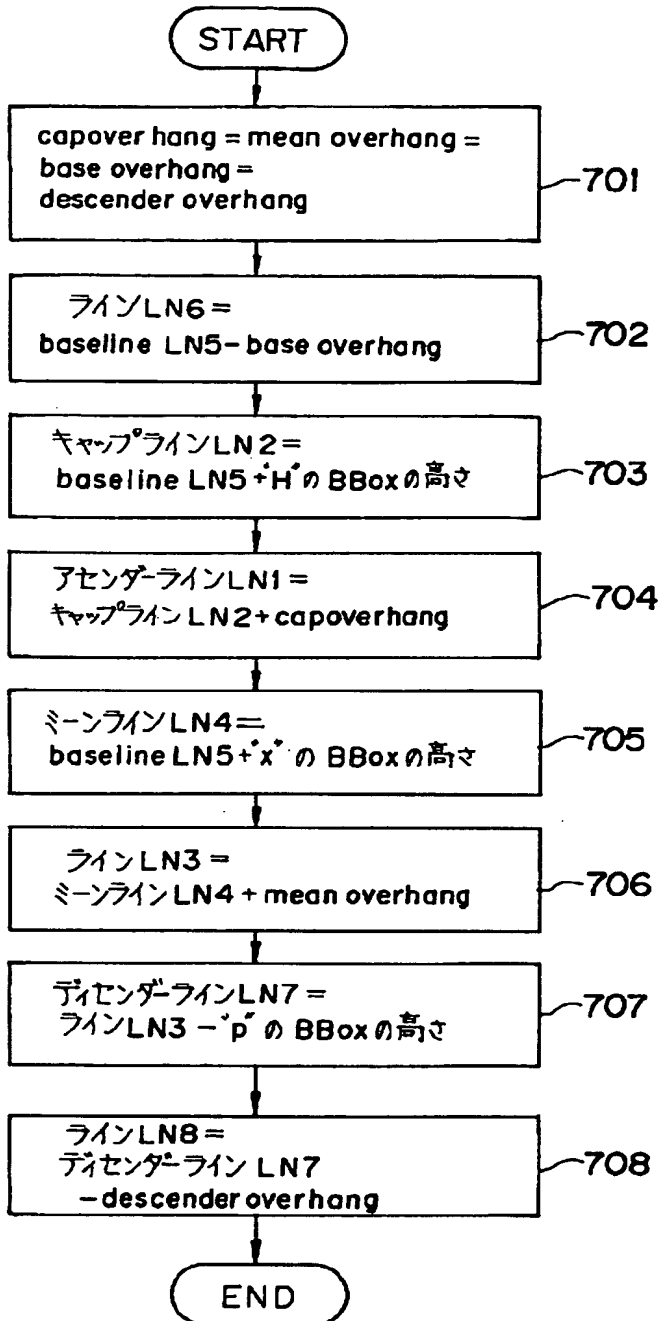 START
capover hang = mean overhang =
base overhang =
descender overhang
701
ラインLN6 =
baseline LN5 - base overhang
702
キャップラインLN2 =
baseline LN5 + "H" の BBoxの高さ
703
アセンダーラインLN1 =
キャップラインLN2 + capoverhang
704
ミーンラインLN4 =
baseline LN5 + "x" の BBoxの高さ
705
ラインLN3 =
ミーンラインLN4 + mean overhang
706
ディセンダーラインLN7 =
ラインLN3 - "p" の BBoxの高さ
707
ラインLN8 =
ディセンダーライン LN7
- descender overhang
708
END